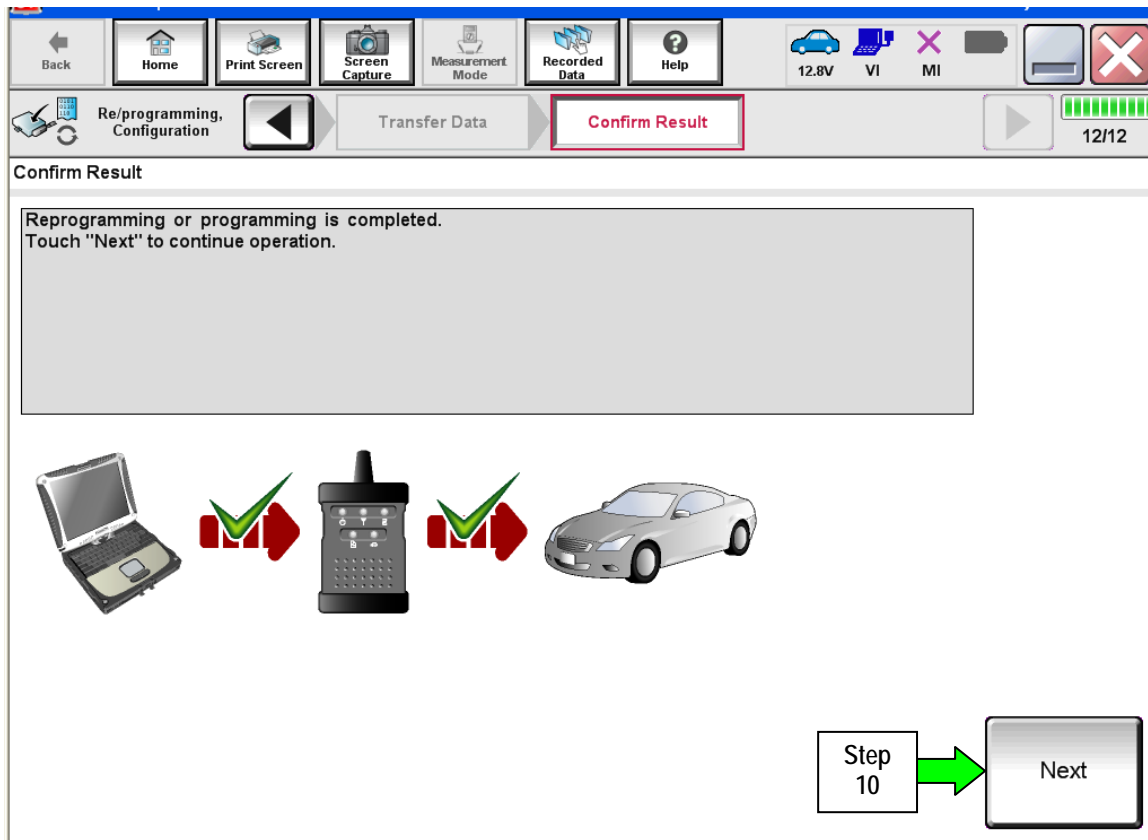 Back
Home
Print Screen
Screen
Capture
Measurement
Mode
Recorded
Data
Help
12.8V
VI
MI
Re/programming,
Configuration
Transfer Data
Confirm Result
12/12
Confirm Result
Reprogramming or programming is completed.
Touch "Next" to continue operation.
Step
10
Next